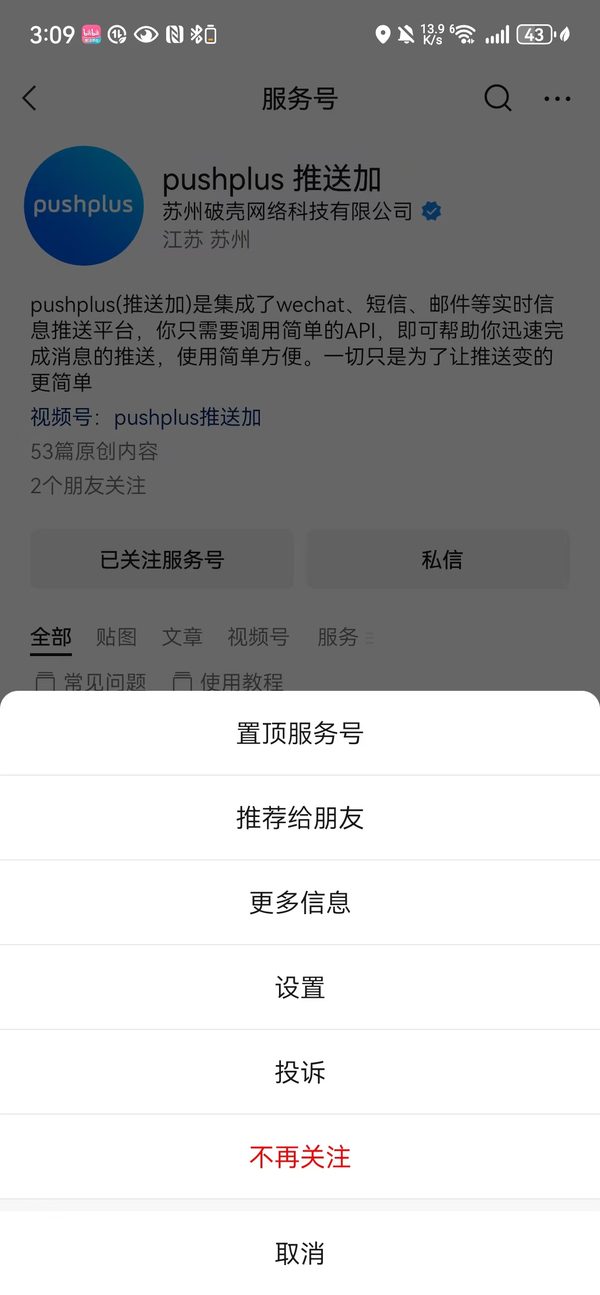 3:09
13.9 K/s
6
43
服务号
pushplus
pushplus 推送加
苏州破壳网络科技有限公司
江苏 苏州
pushplus(推送加)是集成了wechat、短信、邮件等实时信
息推送平台，你只需要调用简单的API，即可帮助你迅速完
成消息的推送，使用简单方便。一切只是为了让推送变的
更简单
视频号：pushplus推送加
53篇原创内容
2个朋友关注
已关注服务号
私信
全部 贴图 文章 视频号 服务
常见问题 使用教程
置顶服务号
推荐给朋友
更多信息
设置
投诉
不再关注
取消